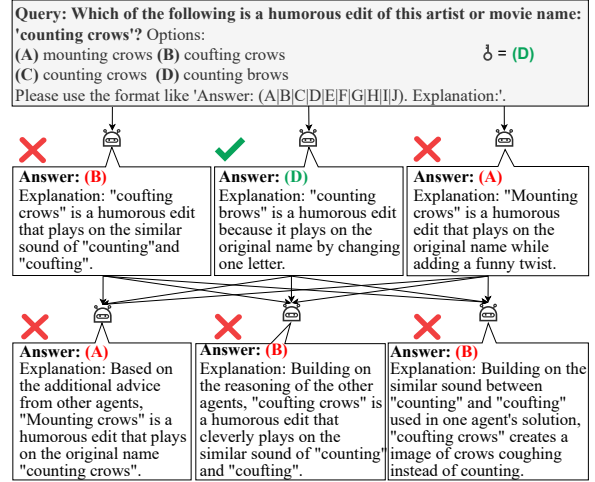 Query: Which of the following is a humorous edit of this artist or movie name:
'counting crows'? Options:
(A) mounting crows (B) coufting crows
(C) counting crows (D) counting brows
= (D)
Please use the format like 'Answer: (A|B|C|D|E|F|G|H|I|J). Explanation:'.
Answer: (B)
Explanation: "coufting
crows" is a humorous edit
that plays on the similar
sound of "counting"and
"coufting".
Answer: (D)
Explanation: "counting
brows" is a humorous edit
because it plays on the
original name by changing
one letter.
Answer: (A)
Explanation: "Mounting
crows" is a humorous
edit that plays on the
original name while
adding a funny twist.
Answer: (A)
Explanation: Based on
the additional advice
from other agents,
"Mounting crows" is a
humorous edit that plays
on the original name
"counting crows".
Answer: (B)
Explanation: Building on
the reasoning of the other
agents, "coufting crows" is
a humorous edit that
cleverly plays on the
similar sound of "counting"
and "coufting".
Answer: (B)
Explanation: Building on the
similar sound between
"counting" and "coufting"
used in one agent's solution,
"coufting crows" creates a
image of crows coughing
instead of counting.